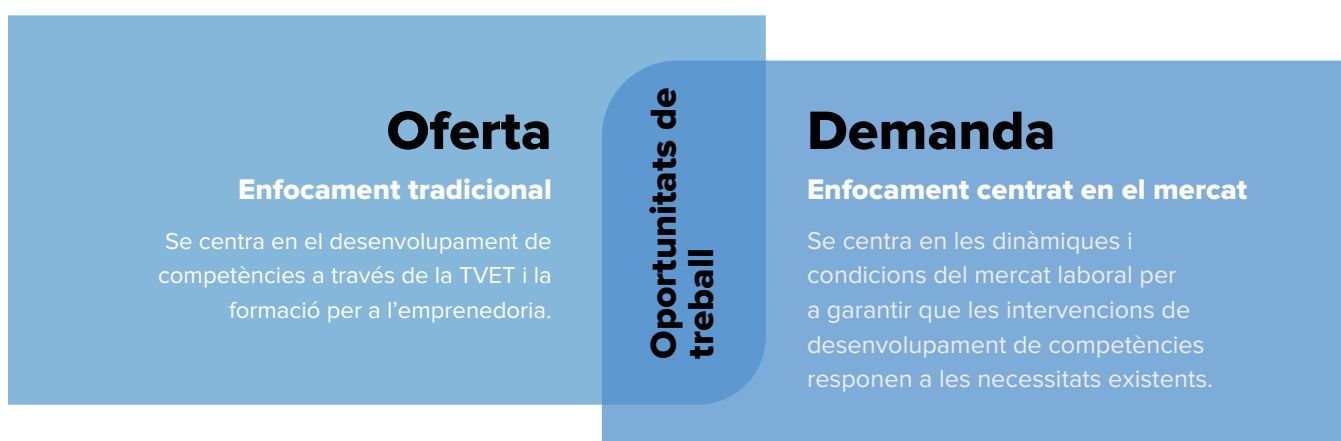 Oferta
Enfocament tradicional
Se centra en el desenvolupament de
competències a través de la TVET i la
formació per a l’emprenedoria.
Oportunitats de
treball
Demanda
Enfocament centrat en el mercat
Se centra en les dinàmiques i
condicions del mercat laboral per
a garantir que les intervencions de
desenvolupament de competències
responen a les necessitats existents.